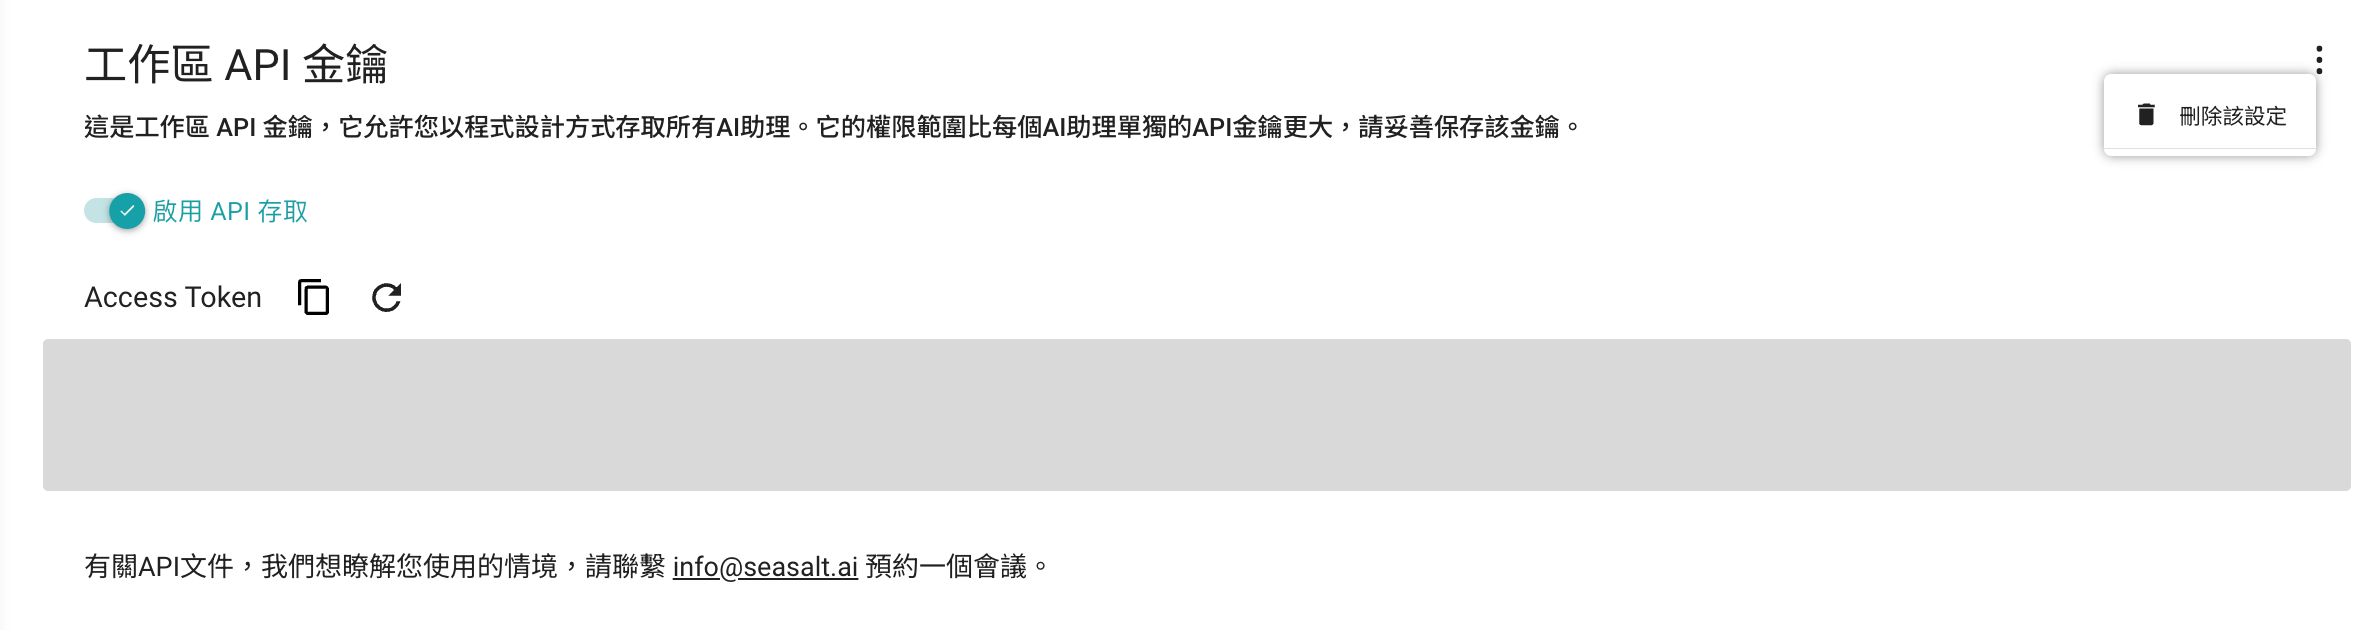 工作區 API 金鑰
刪除該設定
這是工作區 API 金鑰，它允許您以程式設計方式存取所有AI助理。它的權限範圍比每個AI助理單獨的API金鑰更大，請妥善保存該金鑰。
啟用 API 存取
Access Token
有關API文件，我們想瞭解您使用的情境，請聯繫 info@seasalt.ai 預約一個會議。